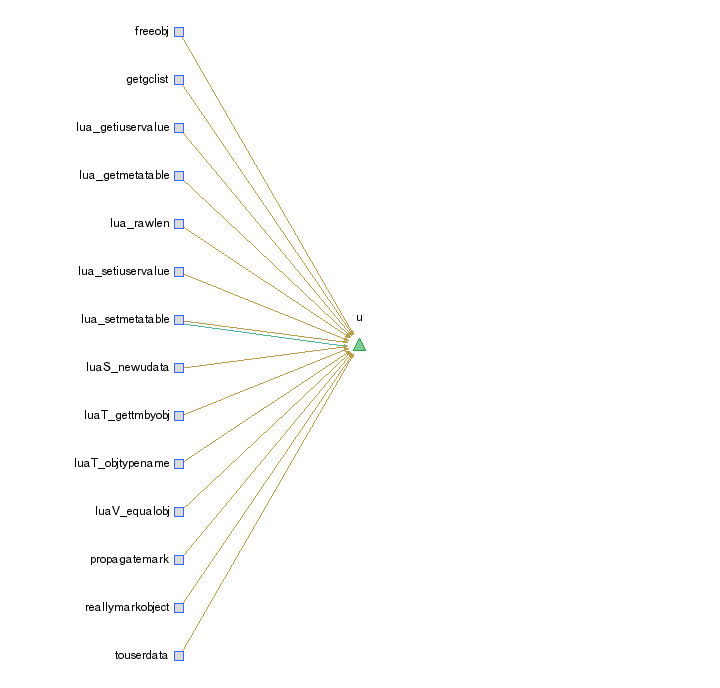 freeobj
getgclist
lua_getiuservalue
lua_getmetatable
lua_rawlen
lua_setiuservalue
u
lua_setmetatable
luaS_newudata
luaT_gettmbyobj
luaT_objtypename
luaV_equalobj
propagatemark
reallymarkobject
touserdata